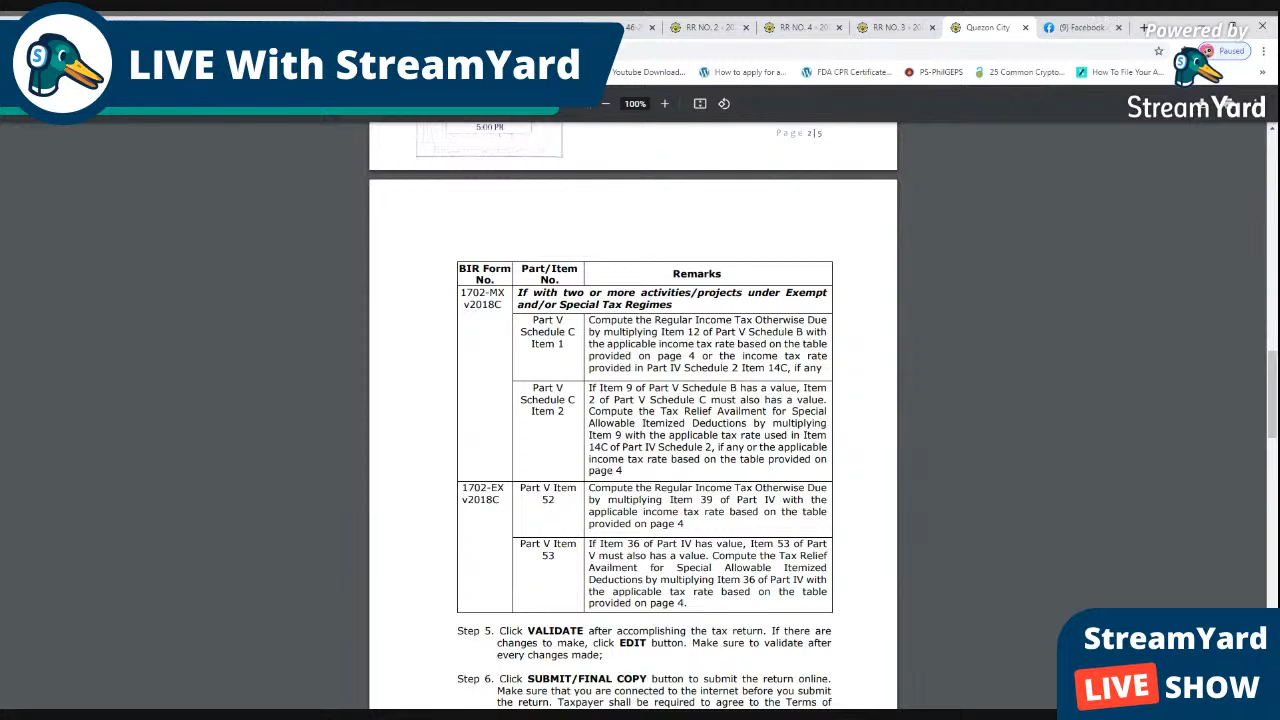 LIVE With StreamYard
46-2
RR NO. 2 - 20
RR NO. 4 - 20
RR NO. 3 - 20
Quezon City
Facebook
Powered by
Paused
Youtube Download...
How to apply for a...
FDA CPR Certificate...
PS-PhilGEPS
25 Common Crypto...
How To File Your A...
100%
StreamYard
5:00 PM
Page 2|5
BIR Form No.
Part/Item No.
Remarks
1702-MX
v2018C
If with two or more activities/projects under Exempt
and/or Special Tax Regimes
Part V
Schedule C
Item 1
Compute the Regular Income Tax Otherwise Due
by multiplying Item 12 of Part V Schedule B with
the applicable income tax rate based on the table
provided on page 4 or the income tax rate
provided in Part IV Schedule 2 Item 14C, if any
Part V
Schedule C
Item 2
If Item 9 of Part V Schedule B has a value, Item
2 of Part V Schedule C must also has a value.
Compute the Tax Relief Availment for Special
Allowable Itemized Deductions by multiplying
Item 9 with the applicable tax rate used in Item
14C of Part IV Schedule 2, if any or the applicable
income tax rate based on the table provided on
page 4
1702-EX
v2018C
Part V Item
52
Compute the Regular Income Tax Otherwise Due
by multiplying Item 39 of Part IV with the
applicable income tax rate based on the table
provided on page 4
Part V Item
53
If Item 36 of Part IV has value, Item 53 of Part
V must also has a value. Compute the Tax Relief
Availment for Special Allowable Itemized
Deductions by multiplying Item 36 of Part IV with
the applicable tax rate based on the table
provided on page 4.
Step 5. Click VALIDATE after accomplishing the tax return. If there are
changes to make, click EDIT button. Make sure to validate after
every changes made;
Step 6. Click SUBMIT/FINAL COPY button to submit the return online.
Make sure that you are connected to the internet before you submit
the return. Taxpayer shall be required to agree to the Terms of
StreamYard
LIVE SHOW